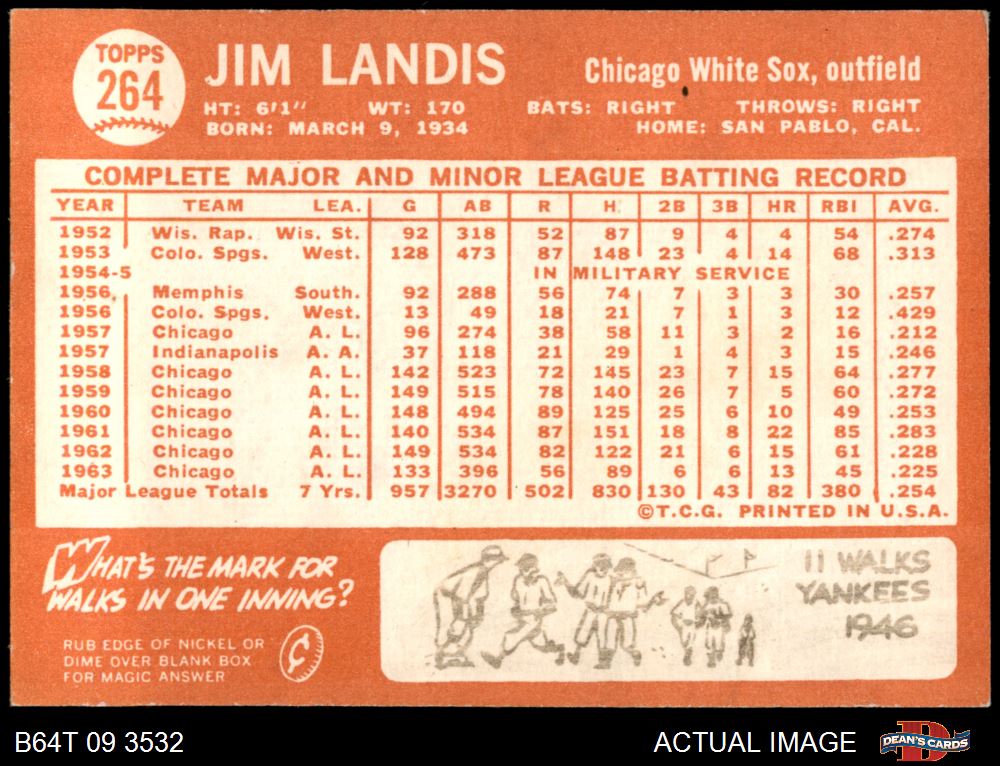 TOPPS
264
JIM LANDIS
Chicago White Sox, outfield
HT: 6'1" WT: 170 BATS: RIGHT THROWS: RIGHT
BORN: MARCH 9, 1934 HOME: SAN PABLO, CAL.
COMPLETE MAJOR AND MINOR LEAGUE BATTING RECORD
YEAR TEAM LEA. G AB R H 2B 3B HR RBI AVG.
1952 Wis. Rap. Wis. St. 92 318 52 87 9 4 4 54 .274
1953 Colo. Spgs. West. 128 473 87 148 23 4 14 68 .313
1954-5 IN MILITARY SERVICE
1956 Memphis South. 92 288 56 74 7 3 3 30 .257
1956 Colo. Spgs. West. 13 49 18 21 7 1 3 12 .429
1957 Chicago A. L. 96 274 38 58 11 3 2 16 .212
1957 Indianapolis A. A. 37 118 21 29 1 4 3 15 .246
1958 Chicago A. L. 142 523 72 145 23 7 15 64 .277
1959 Chicago A. L. 149 515 78 140 26 7 5 60 .272
1960 Chicago A. L. 148 494 89 125 25 6 10 49 .253
1961 Chicago A. L. 140 534 87 151 18 8 22 85 .283
1962 Chicago A. L. 149 534 82 122 21 6 15 61 .228
1963 Chicago A. L. 133 396 56 89 6 6 13 45 .225
Major League Totals 7 Yrs. 957 3270 502 830 130 43 82 380 .254
©T.C.G. PRINTED IN U.S.A.
WHAT'S THE MARK FOR
WALKS IN ONE INNING?
RUB EDGE OF NICKEL OR
DIME OVER BLANK BOX
FOR MAGIC ANSWER
¢
11 WALKS
YANKEES
1946
B64T 09 3532
ACTUAL IMAGE
D
DEAN'S CARDS